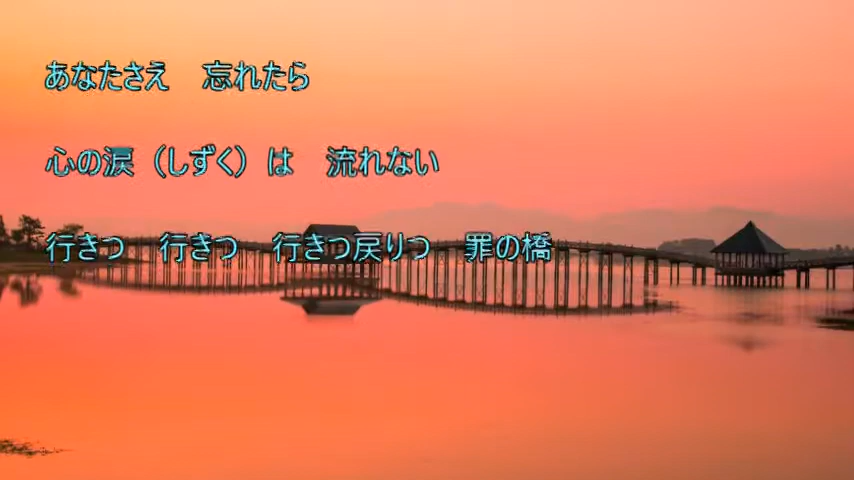 あなたさえ　忘れたら
心の涙（しずく）は　流れない
行きつ　行きつ　行きつ戻りつ　罪の橋